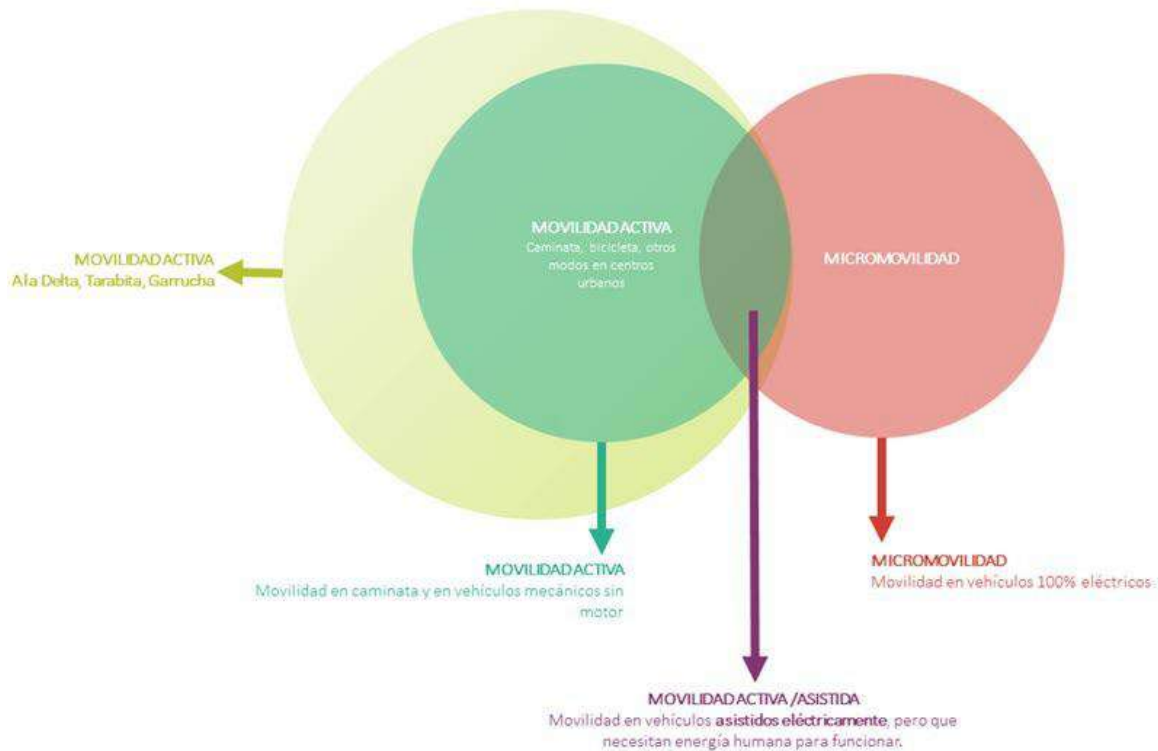 MOVILIDAD ACTIVA
Caminata, bicicleta, otros
modos en centros
urbanos
MICROMOVILIDAD
MOVILIDAD ACTIVA
Ala Delta, Tarabita, Garrucha
MOVILIDAD ACTIVA
Movilidad en caminata y en vehículos mecánicos sin
motor
MICROMOVILIDAD
Movilidad en vehículos 100% eléctricos
MOVILIDAD ACTIVA /ASISTIDA
Movilidad en vehículos asistidos eléctricamente, pero que
necesitan energía humana para funcionar.